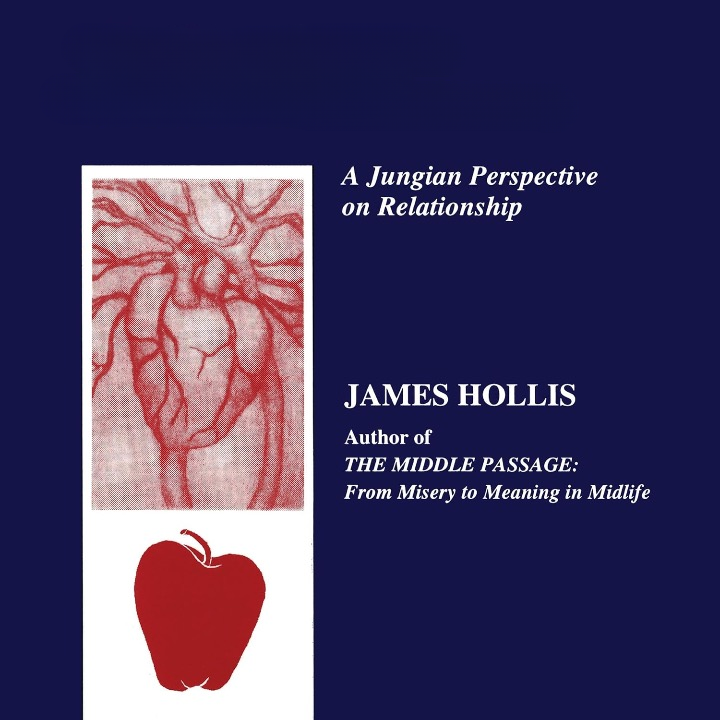 A Jungian Perspective
on Relationship
JAMES HOLLIS
Author of
THE MIDDLE PASSAGE:
From Misery to Meaning in Midlife